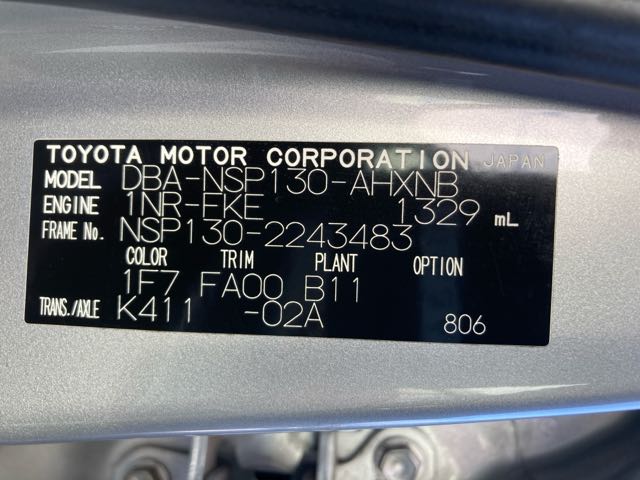 TOYOTA MOTOR CORPORATION JAPAN
MODEL DBA-NSP130-AHXNB
ENGINE 1NR-FKE 1329 mL
FRAME No. NSP130-2243483
COLOR TRIM PLANT OPTION
1F7 FA00 B11
TRANS./AXLE K411 -02A 806